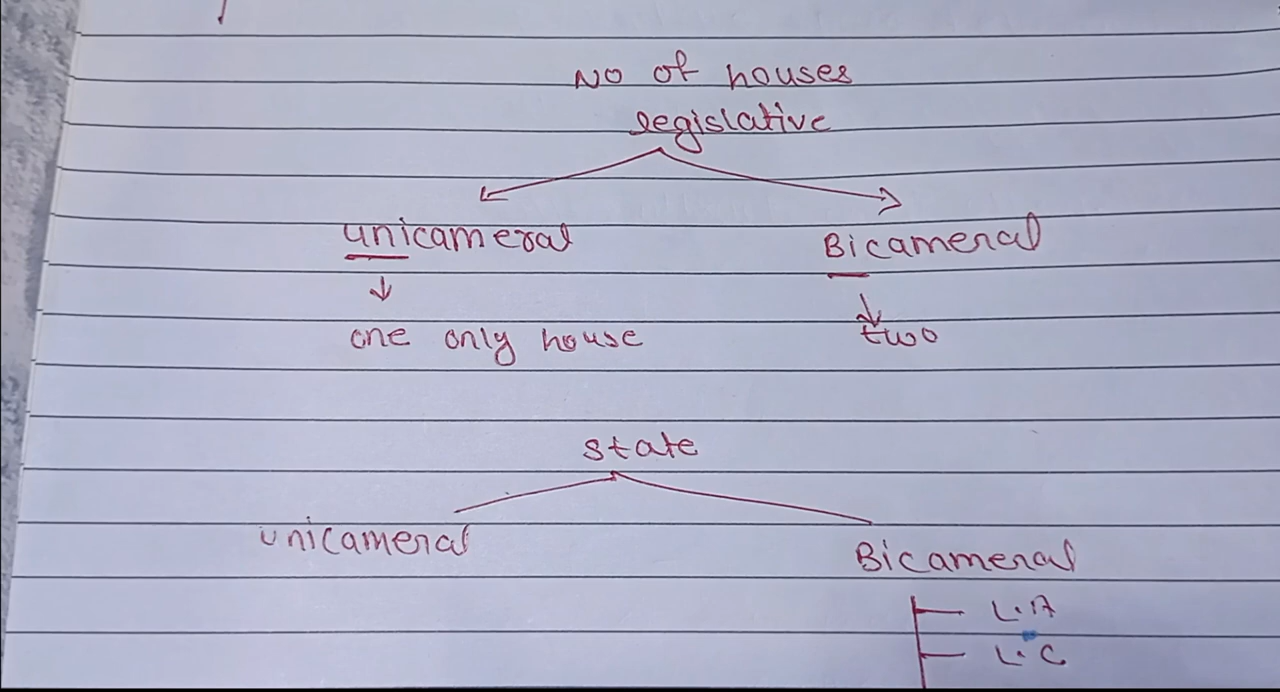 No of houses
legislative
unicameral Bicameral
one only house two
state
unicameral Bicameral
L.A
L.C